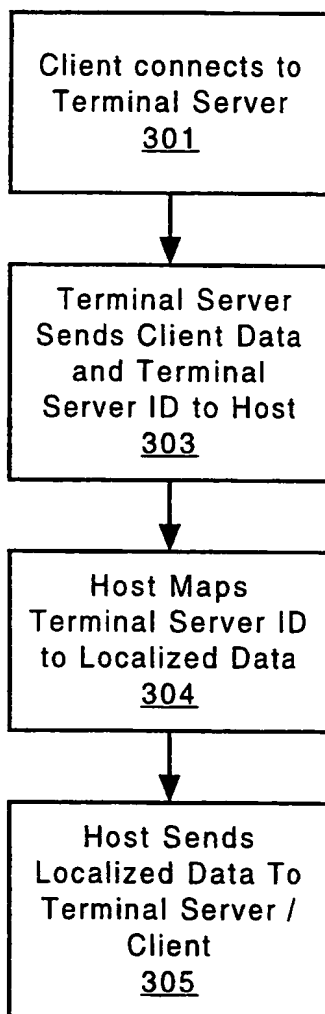 Client connects to
Terminal Server
301
Terminal Server
Sends Client Data
and Terminal
Server ID to Host
303
Host Maps
Terminal Server ID
to Localized Data
304
Host Sends
Localized Data To
Terminal Server /
Client
305